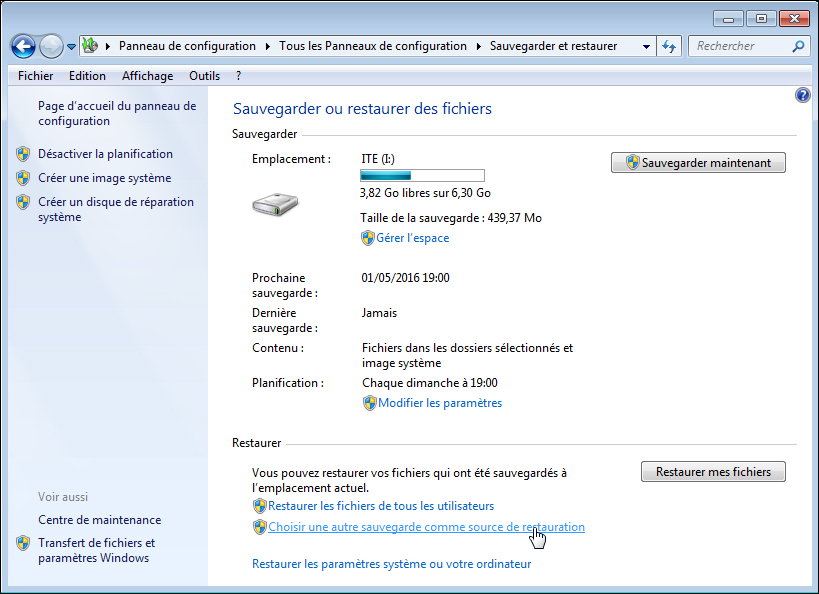 Panneau de configuration
Tous les Panneaux de configuration
Sauvegarder et restaurer
Rechercher
Fichier Edition Affichage Outils ?
Page d'accueil du panneau de
configuration
Désactiver la planification
Créer une image système
Créer un disque de réparation
système
Voir aussi
Centre de maintenance
Transfert de fichiers et
paramètres Windows
Sauvegarder ou restaurer des fichiers
Sauvegarder
Emplacement : ITE (I:)
3,82 Go libres sur 6,30 Go
Taille de la sauvegarde : 439,37 Mo
Gérer l'espace
Sauvegarder maintenant
Prochaine
sauvegarde :
01/05/2016 19:00
Dernière
sauvegarde :
Jamais
Contenu :
Fichiers dans les dossiers sélectionnés et
image système
Planification : Chaque dimanche à 19:00
Modifier les paramètres
Restaurer
Vous pouvez restaurer vos fichiers qui ont été sauvegardés à
l'emplacement actuel.
Restaurer mes fichiers
Restaurer les fichiers de tous les utilisateurs
Choisir une autre sauvegarde comme source de restauration
Restaurer les paramètres système ou votre ordinateur